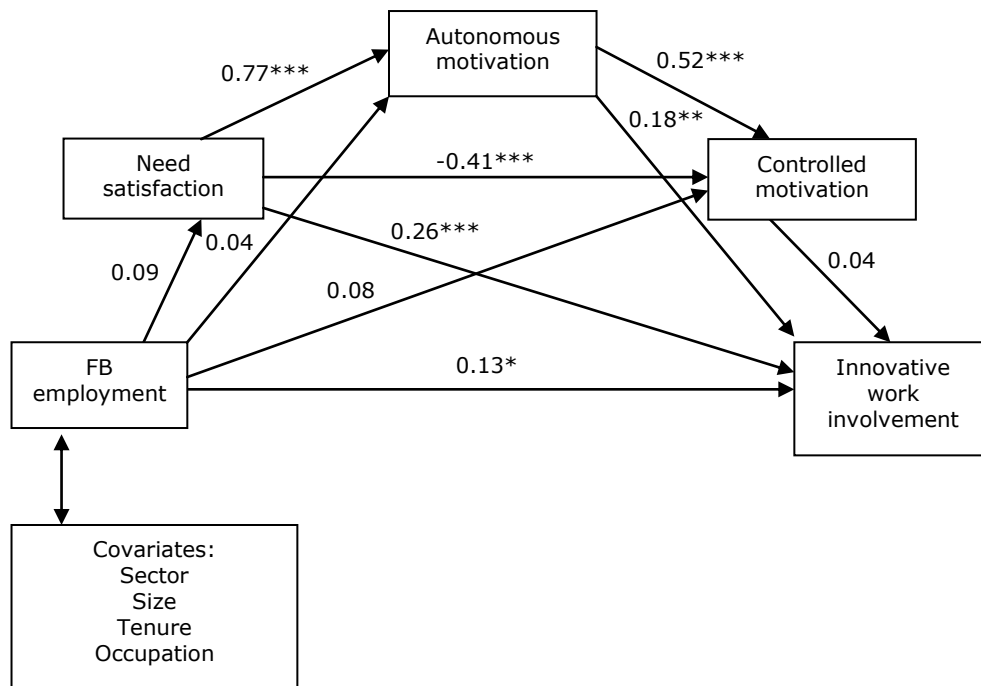 Autonomous
motivation
0.77***
0.52***
0.18**
Need
satisfaction
-0.41***
Controlled
motivation
0.04
0.26***
0.09
0.08
0.04
FB
employment
0.13*
Innovative
work
involvement
Covariates:
Sector
Size
Tenure
Occupation